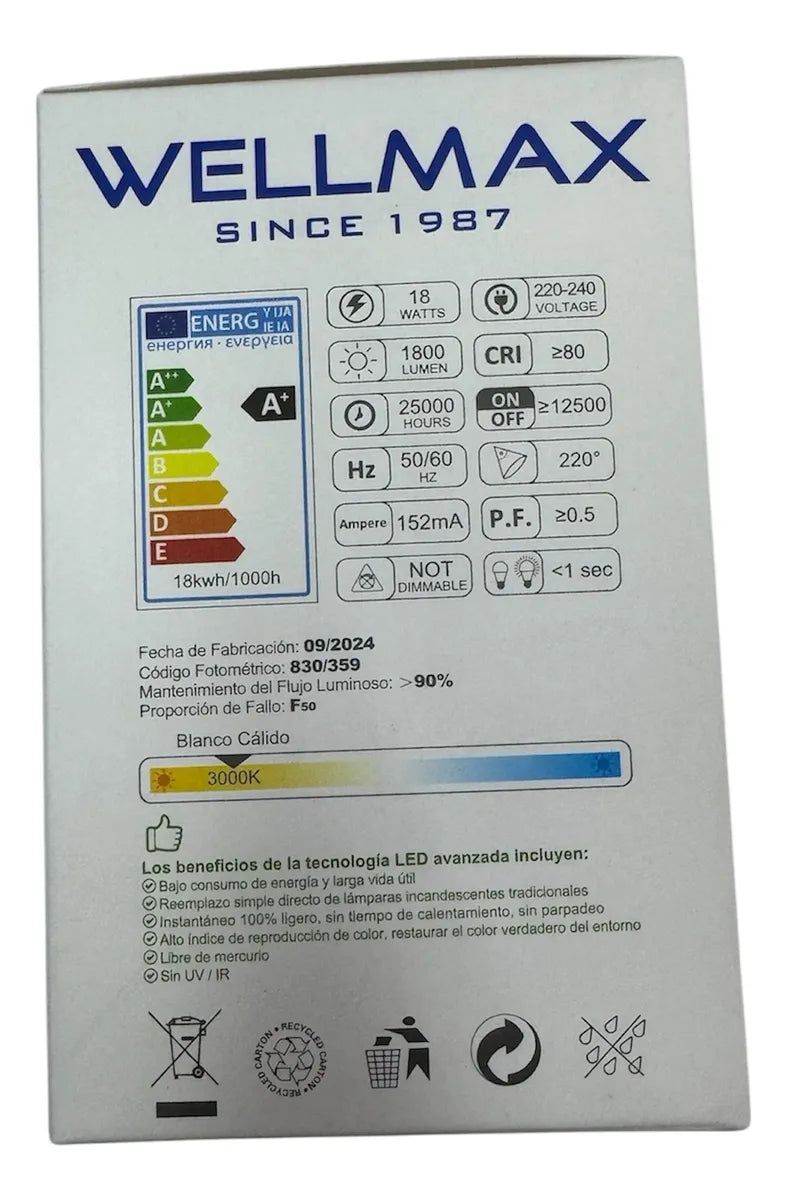 WELLMAX
SINCE 1987
ENERG Y IJA
IE IA
енергия · ενεργεια
A++
A+
A
B
C
D
E
A+
18kwh/1000h
18
WATTS
220-240
VOLTAGE
1800
LUMEN
CRI ≥80
25000
HOURS
ON
OFF ≥12500
Hz 50/60
HZ
220°
Ampere 152mA
P.F. ≥0.5
NOT
DIMMABLE
<1 sec
Fecha de Fabricación: 09/2024
Código Fotométrico: 830/359
Mantenimiento del Flujo Luminoso: >90%
Proporción de Fallo: F50
Blanco Cálido
3000K
Los beneficios de la tecnología LED avanzada incluyen:
Bajo consumo de energía y larga vida útil
Reemplazo simple directo de lámparas incandescentes tradicionales
Instantáneo 100% ligero, sin tiempo de calentamiento, sin parpadeo
Alto índice de reproducción de color, restaurar el color verdadero del entorno
Libre de mercurio
Sin UV / IR
RECYCLED CARTON • RECYCLED CARTON •